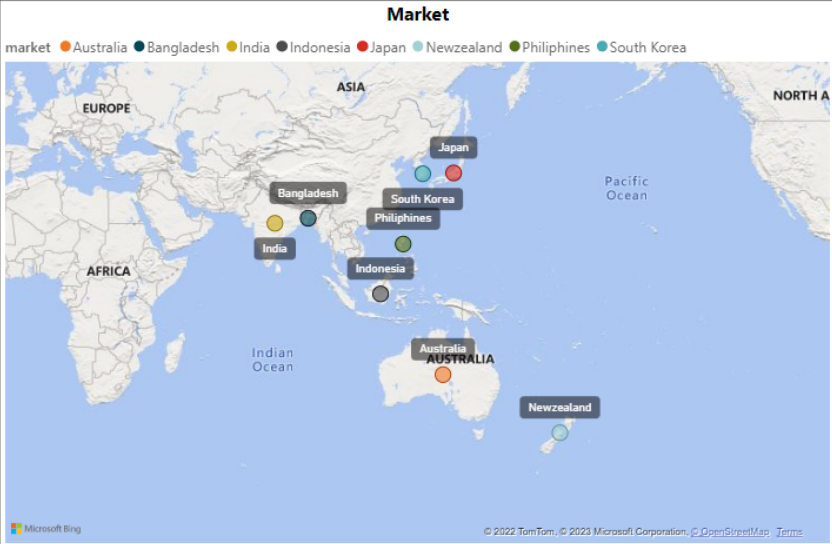 Market
market Australia Bangladesh India Indonesia Japan Newzealand Philiphines South Korea
ASIA
EUROPE
NORTH A
Japan
Pacific
Ocean
Bangladesh
South Korea
Philiphines
India
AFRICA
Indonesia
Indian
Ocean
Australia
AUSTRALIA
Newzealand
Microsoft Bing
© 2022 TomTom, © 2023 Microsoft Corporation, © OpenStreetMap Terms